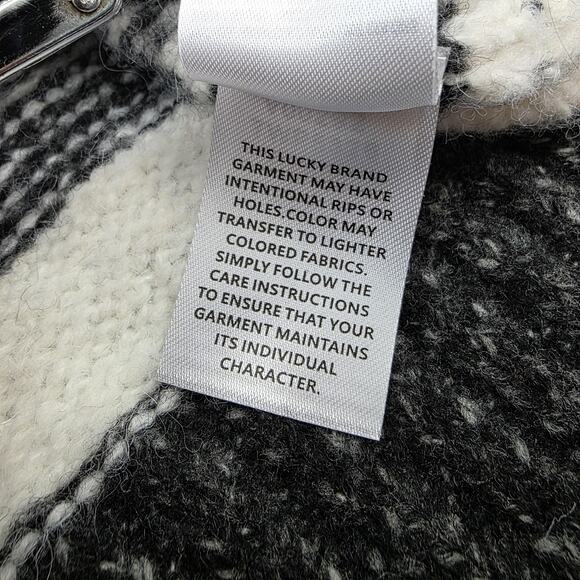 THIS LUCKY BRAND
GARMENT MAY HAVE
INTENTIONAL RIPS OR
HOLES.COLOR MAY
TRANSFER TO LIGHTER
COLORED FABRICS.
SIMPLY FOLLOW THE
CARE INSTRUCTIONS
TO ENSURE THAT YOUR
GARMENT MAINTAINS
ITS INDIVIDUAL
CHARACTER.